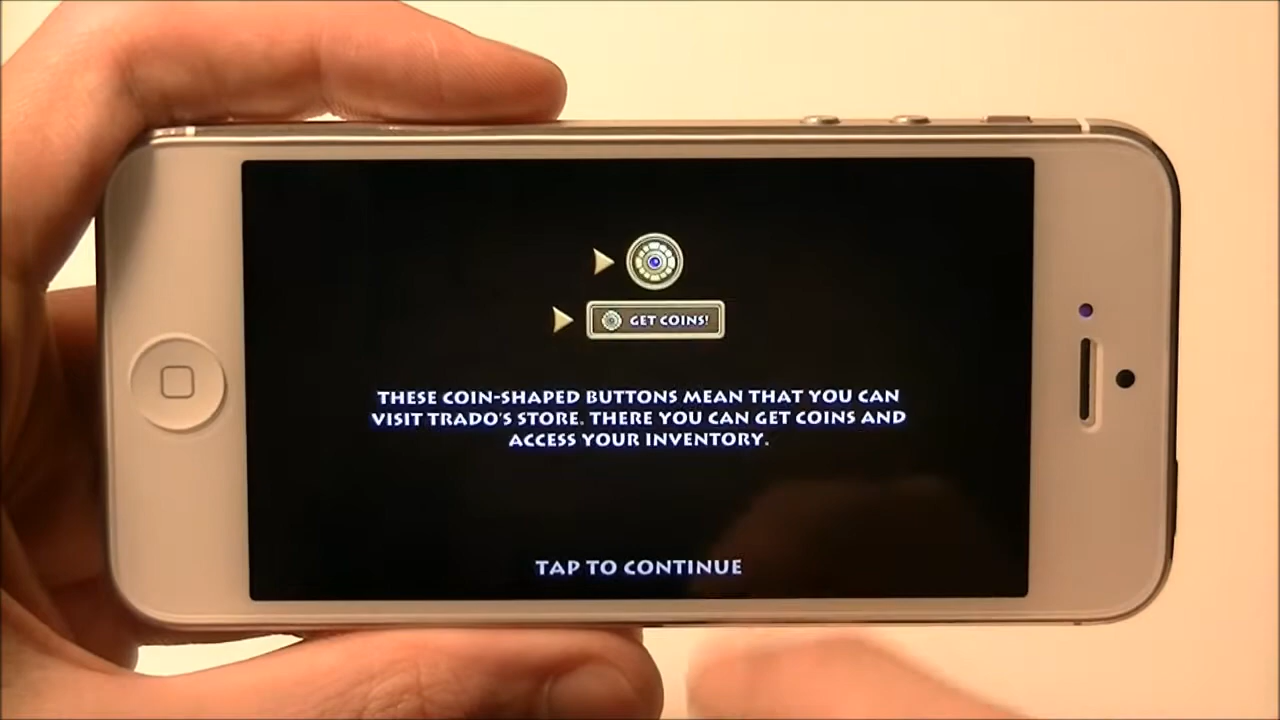 GET COINS!
THESE COIN-SHAPED BUTTONS MEAN THAT YOU CAN
VISIT TRADO'S STORE. THERE YOU CAN GET COINS AND
ACCESS YOUR INVENTORY.
TAP TO CONTINUE